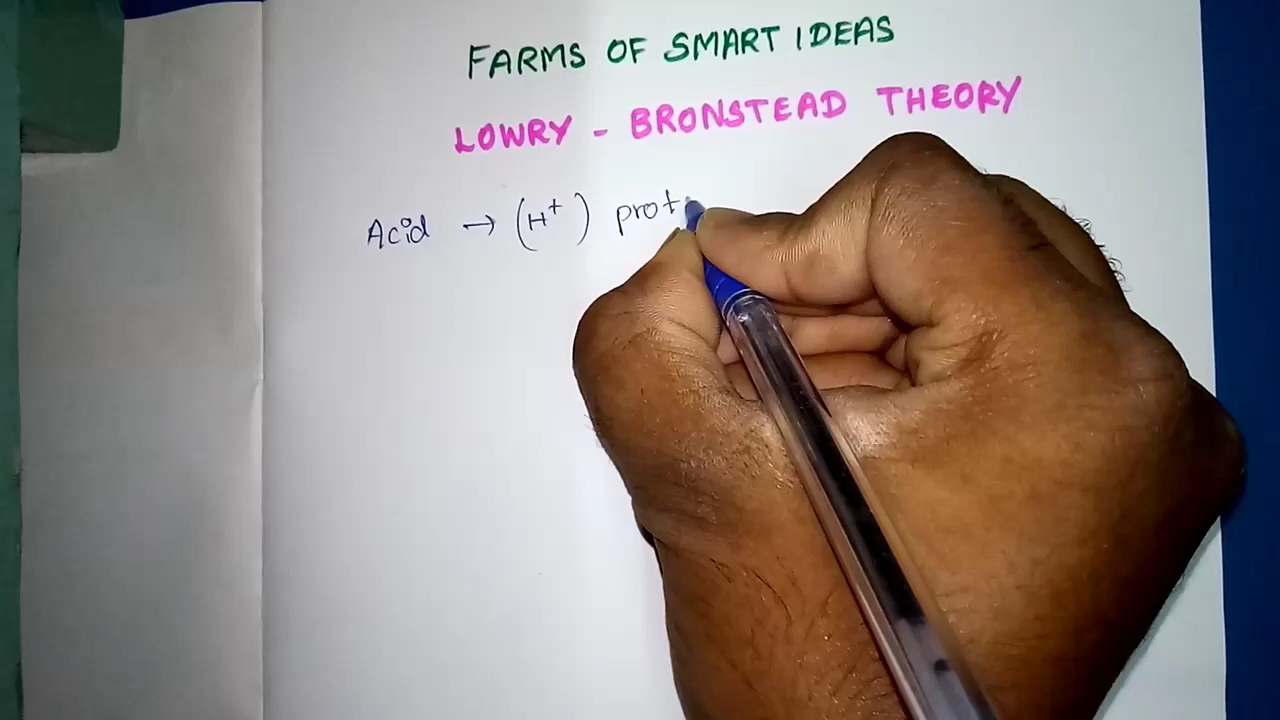 FARMS OF SMART IDEAS
LOWRY - BRONSTEAD THEORY
Acid → (H+) prot